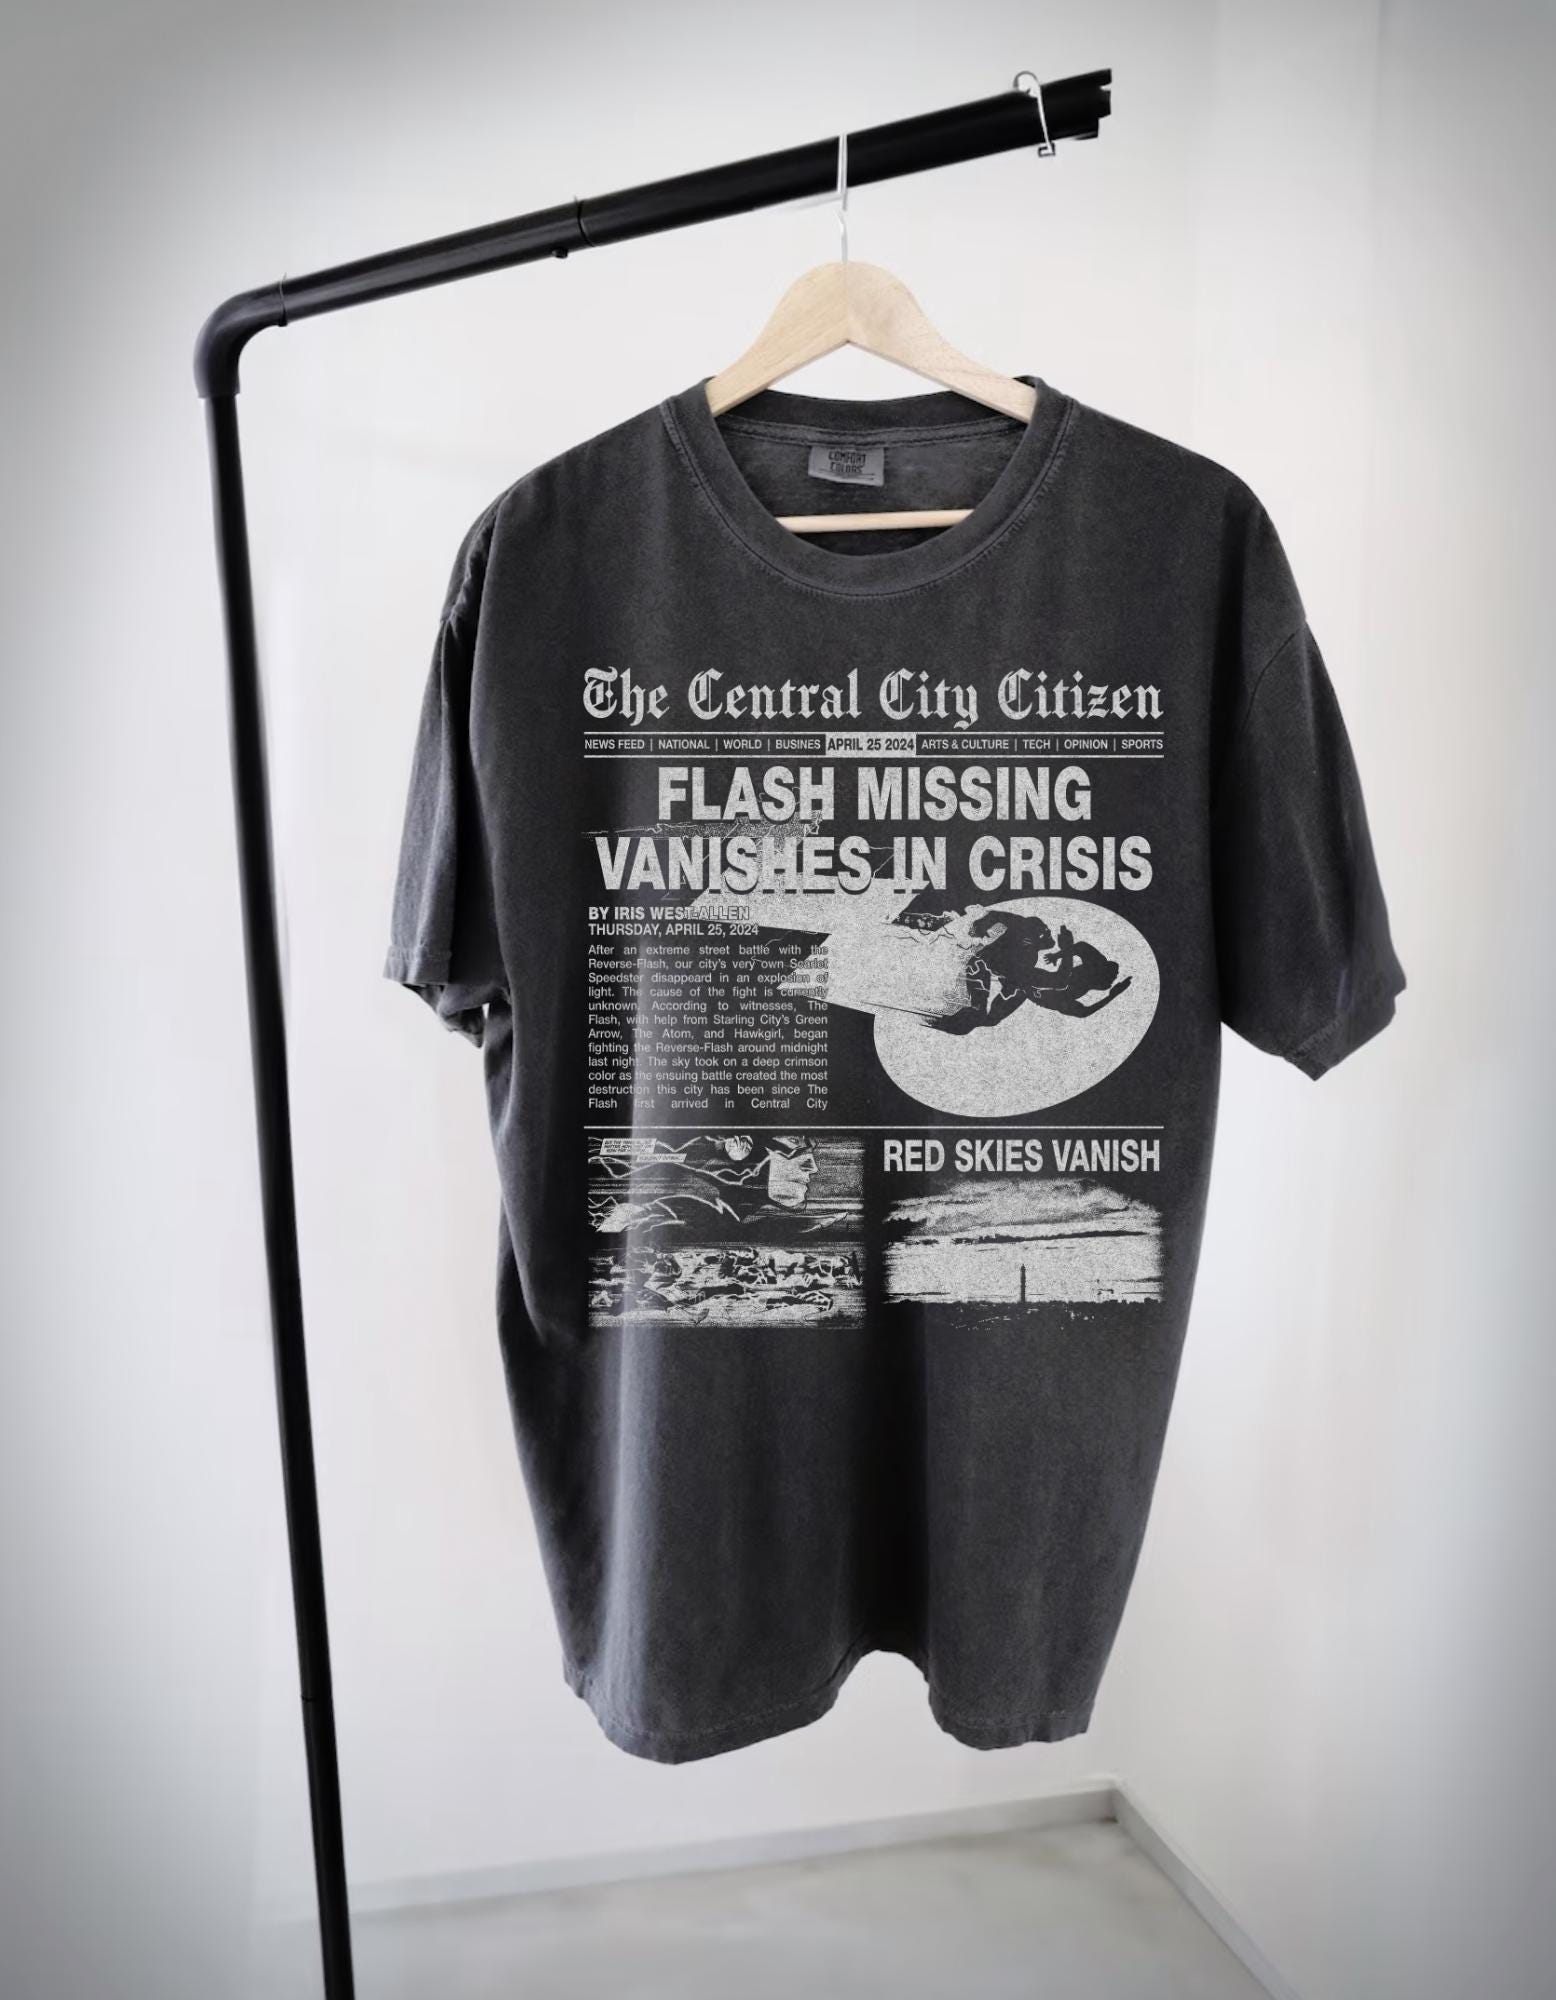 COMFORT
COLORS
The Central City Citizen
NEWS FEED | NATIONAL | WORLD | BUSINES APRIL 25 2024 ARTS & CULTURE | TECH | OPINION | SPORTS
FLASH MISSING
VANISHES IN CRISIS
BY IRIS WEST-ALLEN
THURSDAY, APRIL 25, 2024
After an extreme street battle with the
Reverse-Flash, our city's very own Scarlet
Speedster disappeard in an explosion of
light. The cause of the fight is currently
unknown. According to witnesses, The
Flash, with help from Starling City's Green
Arrow, The Atom, and Hawkgirl, began
fighting the Reverse-Flash around midnight
last night. The sky took on a deep crimson
color as the ensuing battle created the most
destruction this city has been since The
Flash first arrived in Central City
RED SKIES VANISH